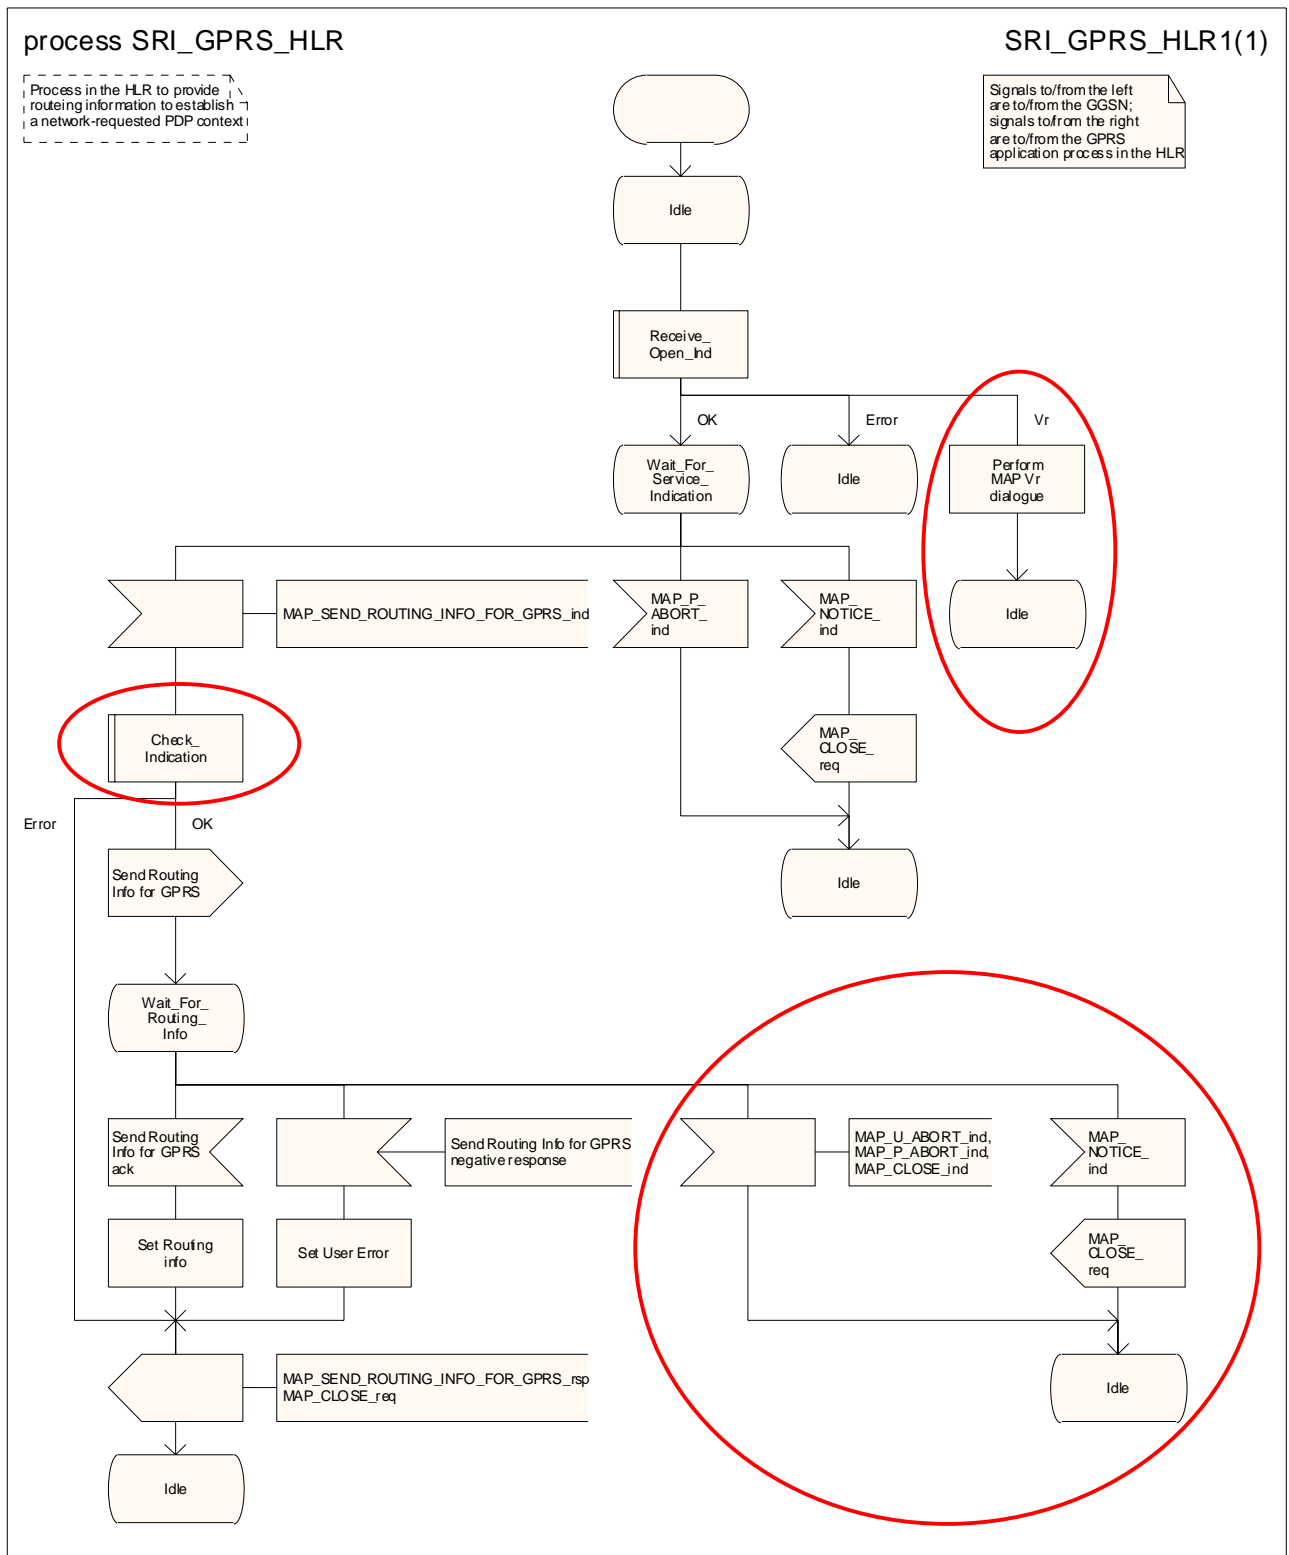 process SRI_GPRS_HLR
SRI_GPRS_HLR1(1)
Process in the HLR to provide
routeing information to establish
a network-requested PDP context
Signals to/from the left
are to/from the GGSN;
signals to/from the right
are to/from the GPRS
application process in the HLR
Idle
Receive_
Open_Ind
OK
Error
Vr
Wait_For_
Service_
Indication
Idle
Perform
MAP Vr
dialogue
MAP_SEND_ROUTING_INFO_FOR_GPRS_ind
MAP_P_
ABORT_
ind
MAP_
NOTICE_
ind
Idle
Check_
Indication
MAP_
CLOSE_
req
Error
OK
Send Routing
Info for GPRS
Idle
Wait_For_
Routing_
Info
Send Routing
Info for GPRS
ack
Send Routing Info for GPRS
negative response
MAP_U_ABORT_ind,
MAP_P_ABORT_ind,
MAP_CLOSE_ind
MAP_
NOTICE_
ind
Set Routing
info
Set User Error
MAP_
CLOSE_
req
MAP_SEND_ROUTING_INFO_FOR_GPRS_rsp
MAP_CLOSE_req
Idle
Idle